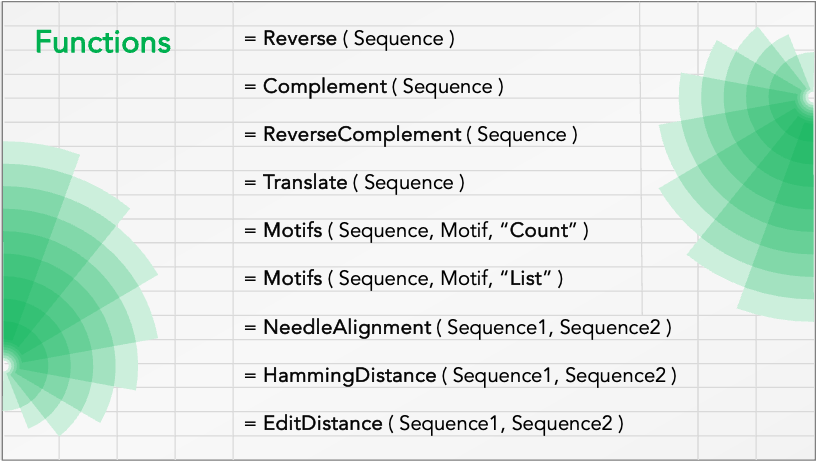 Functions
= Reverse ( Sequence )
= Complement ( Sequence )
= ReverseComplement ( Sequence )
= Translate ( Sequence )
= Motifs ( Sequence, Motif, “Count” )
= Motifs ( Sequence, Motif, “List” )
= NeedleAlignment ( Sequence1, Sequence2 )
= HammingDistance ( Sequence1, Sequence2 )
= EditDistance ( Sequence1, Sequence2 )